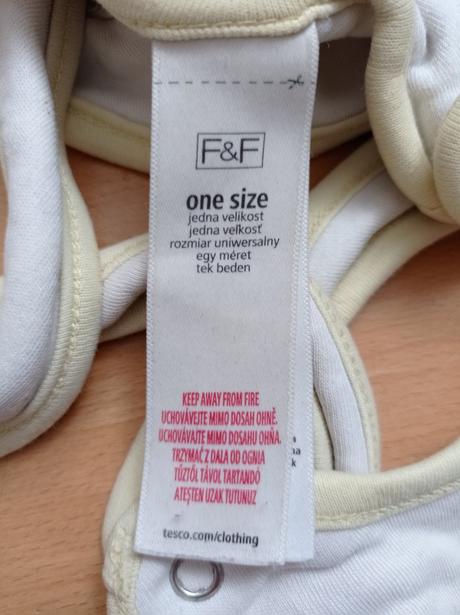 F&F
one size
jedna velikost
jedna veľkosť
rozmiar uniwersalny
egy méret
tek beden
KEEP AWAY FROM FIRE
UCHOVÁVEJTE MIMO DOSAH OHNĚ.
UCHOVÁVAJTE MIMO DOSAHU OHŇA.
TRZYMAĆ Z DALA OD OGNIA
TŰZTŐL TÁVOL TARTANDÓ
ATEŞTEN UZAK TUTUNUZ
tesco.com/clothing